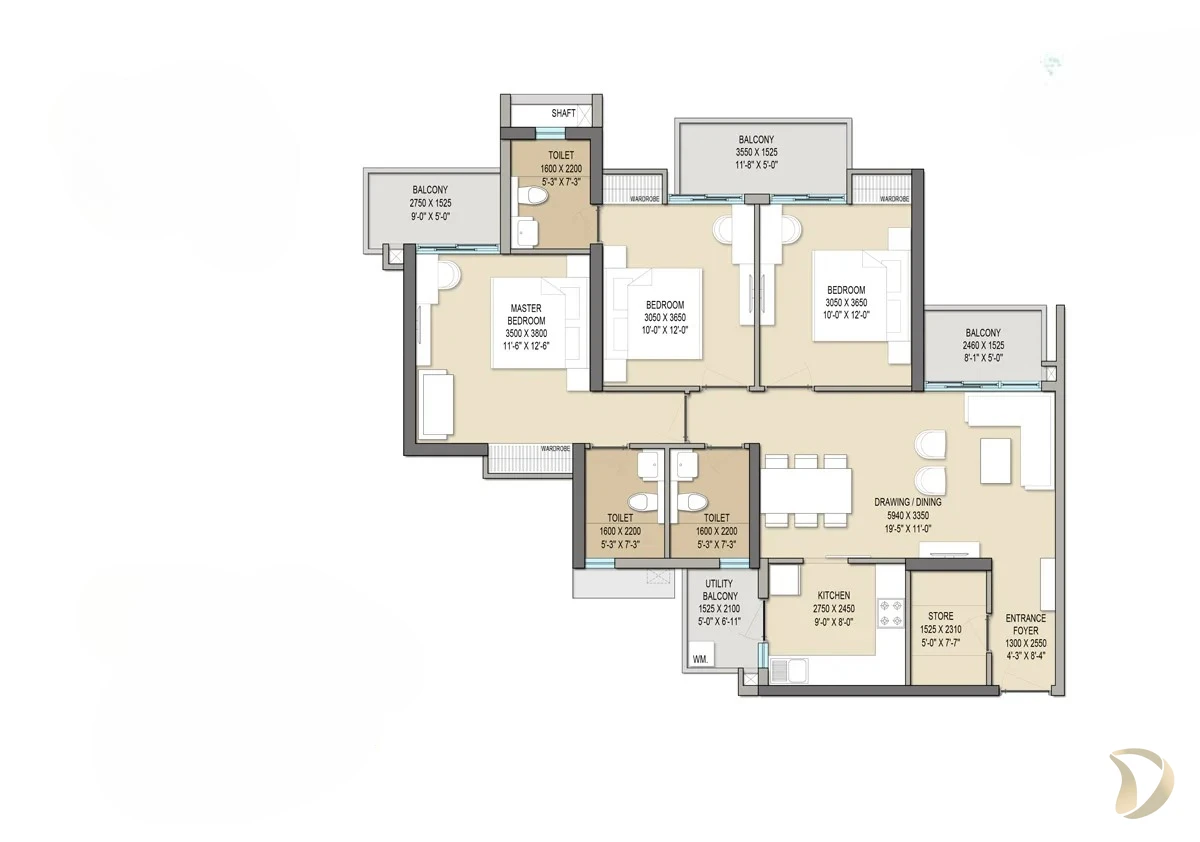 SHAFT
TOILET
1600 X 2200
5'-3" X 7'-3"
BALCONY
3550 X 1525
11'-8" X 5'-0"
BALCONY
2750 X 1525
9'-0" X 5'-0"
WARDROBE
WARDROBE
MASTER
BEDROOM
3500 X 3800
11'-6" X 12'-6"
BEDROOM
3050 X 3650
10'-0" X 12'-0"
BEDROOM
3050 X 3650
10'-0" X 12'-0"
BALCONY
2460 X 1525
8'-1" X 5'-0"
WARDROBE
TOILET
1600 X 2200
5'-3" X 7'-3"
TOILET
1600 X 2200
5'-3" X 7'-3"
DRAWING / DINING
5940 X 3350
19'-5" X 11'-0"
UTILITY
BALCONY
1525 X 2100
5'-0" X 6'-11"
WM.
KITCHEN
2750 X 2450
9'-0" X 8'-0"
STORE
1525 X 2310
5'-0" X 7'-7"
ENTRANCE
FOYER
1300 X 2550
4'-3" X 8'-4"